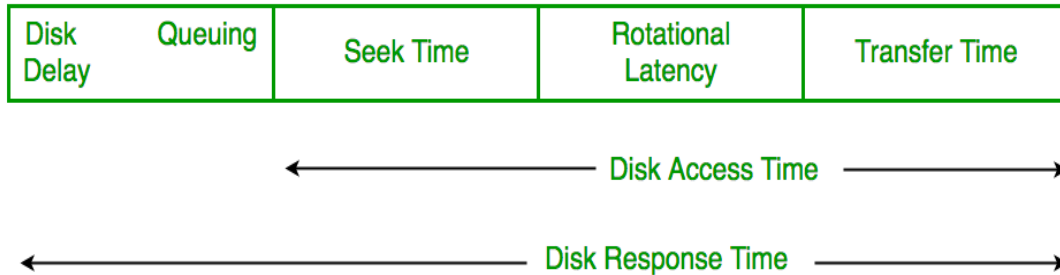 Disk Queuing
Delay
Seek Time
Rotational
Latency
Transfer Time
Disk Access Time
Disk Response Time